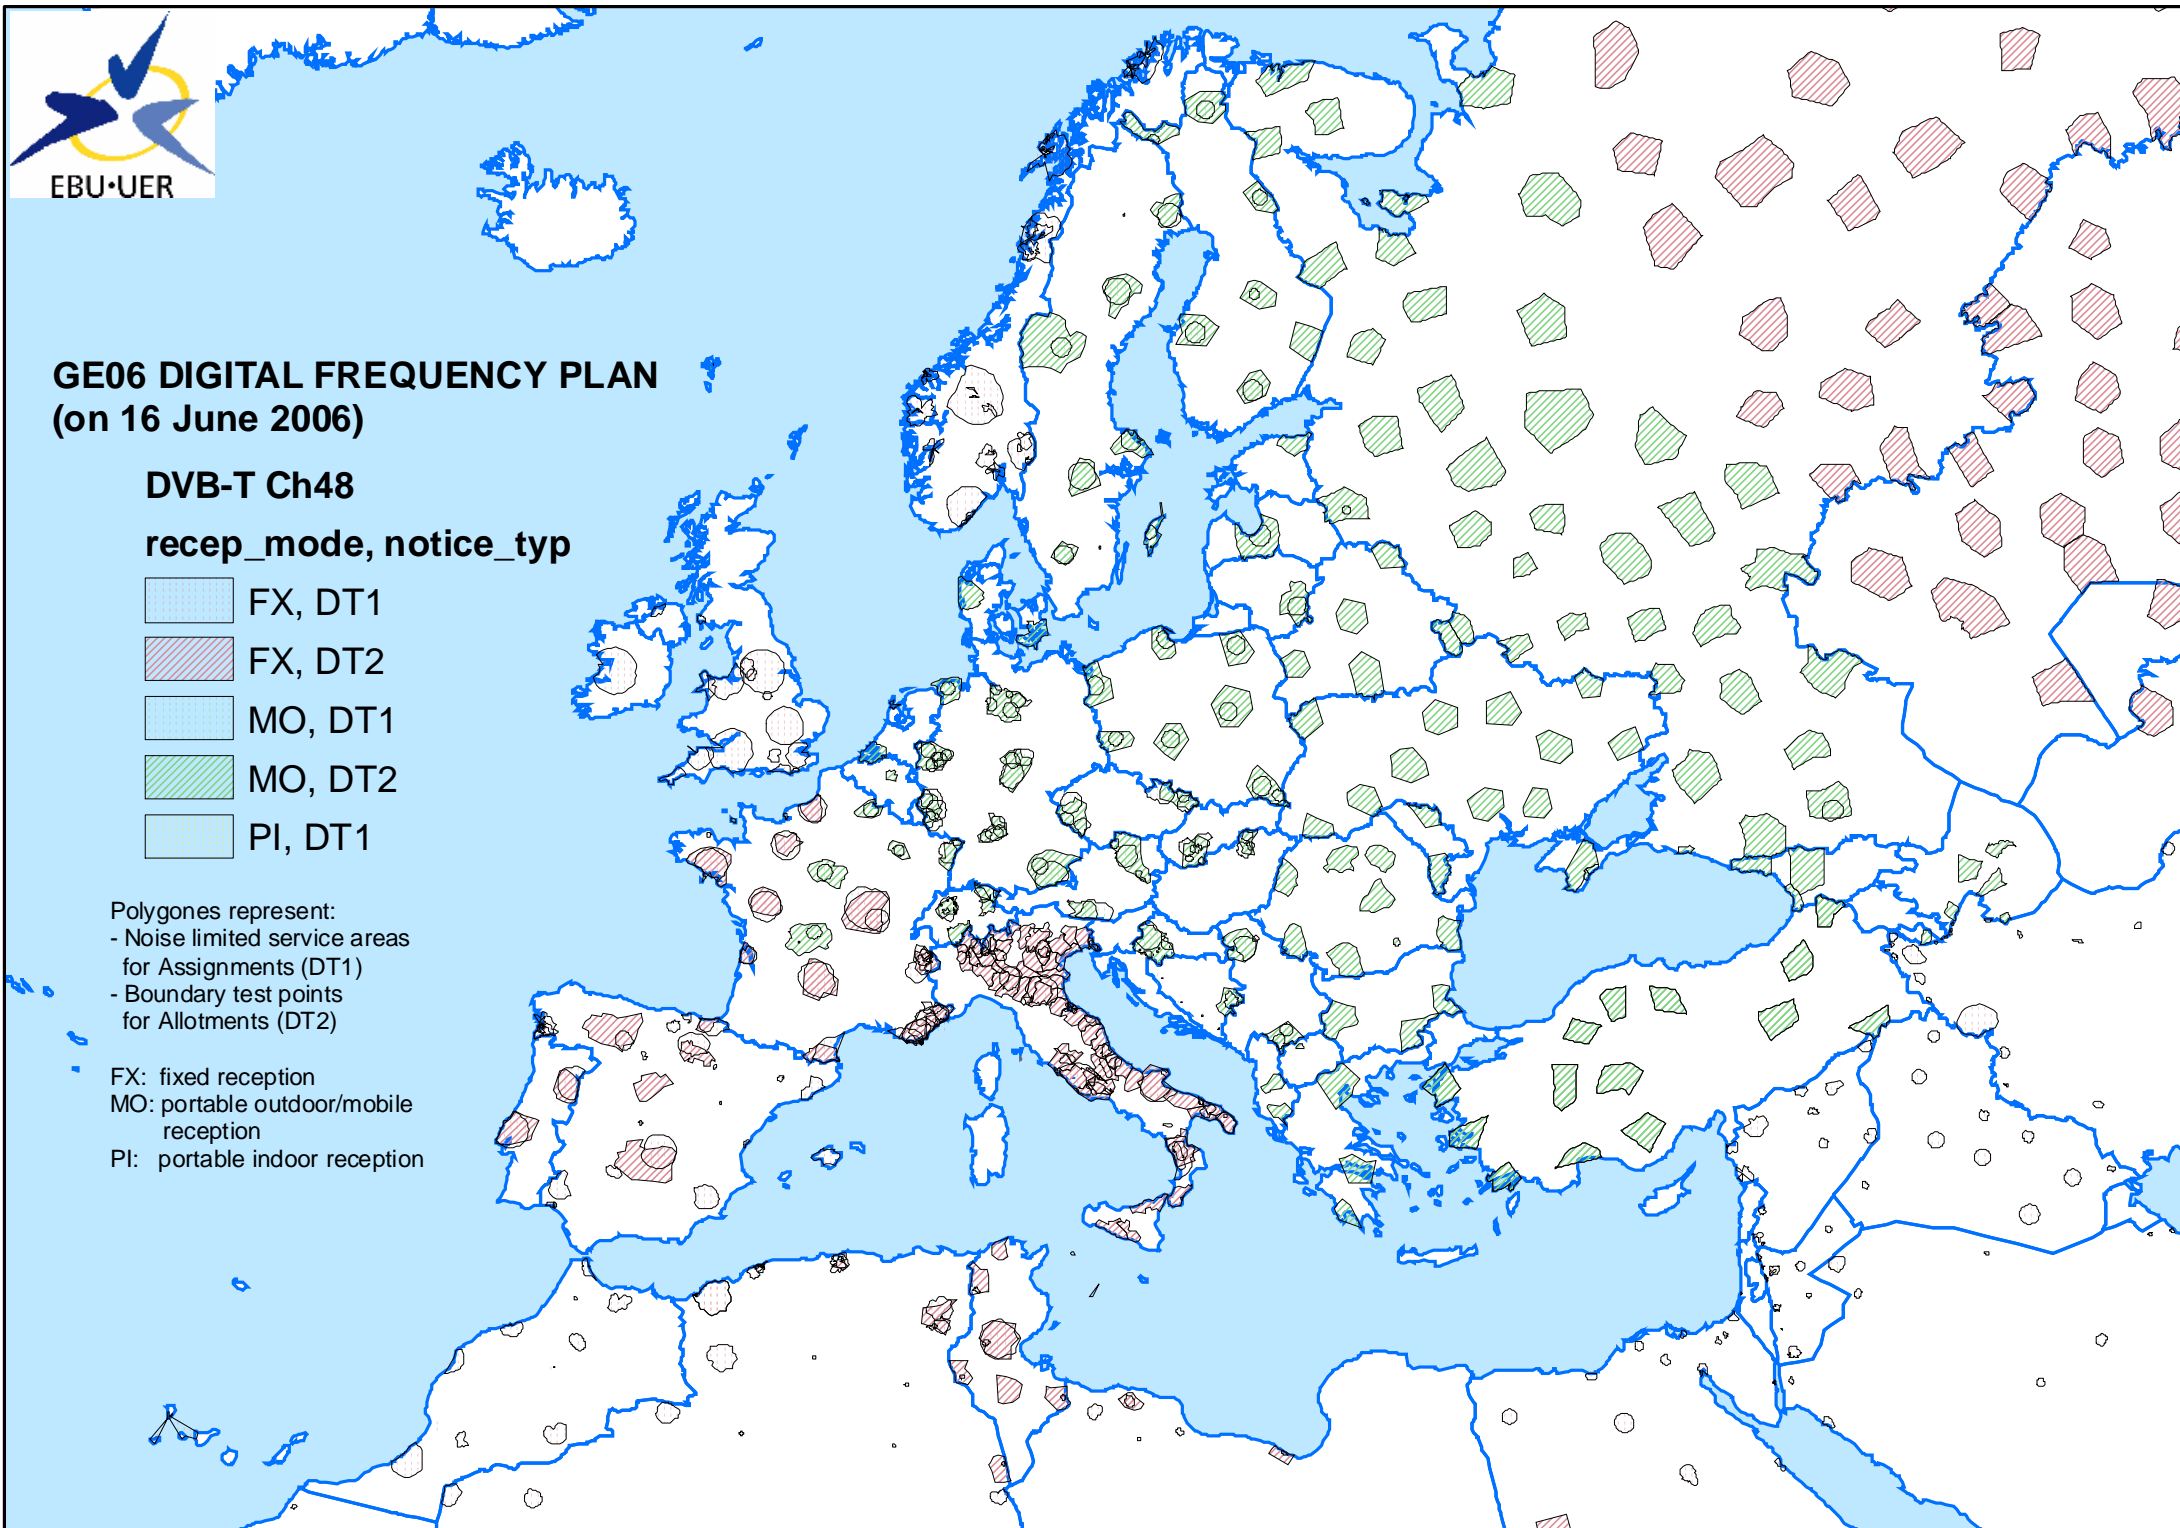 EBU•UER
GE06 DIGITAL FREQUENCY PLAN
(on 16 June 2006)
DVB-T Ch48
recep_mode, notice_typ
FX, DT1
FX, DT2
MO, DT1
MO, DT2
PI, DT1
Polygones represent:
- Noise limited service areas
for Assignments (DT1)
- Boundary test points
for Allotments (DT2)
FX: fixed reception
MO: portable outdoor/mobile
reception
PI: portable indoor reception